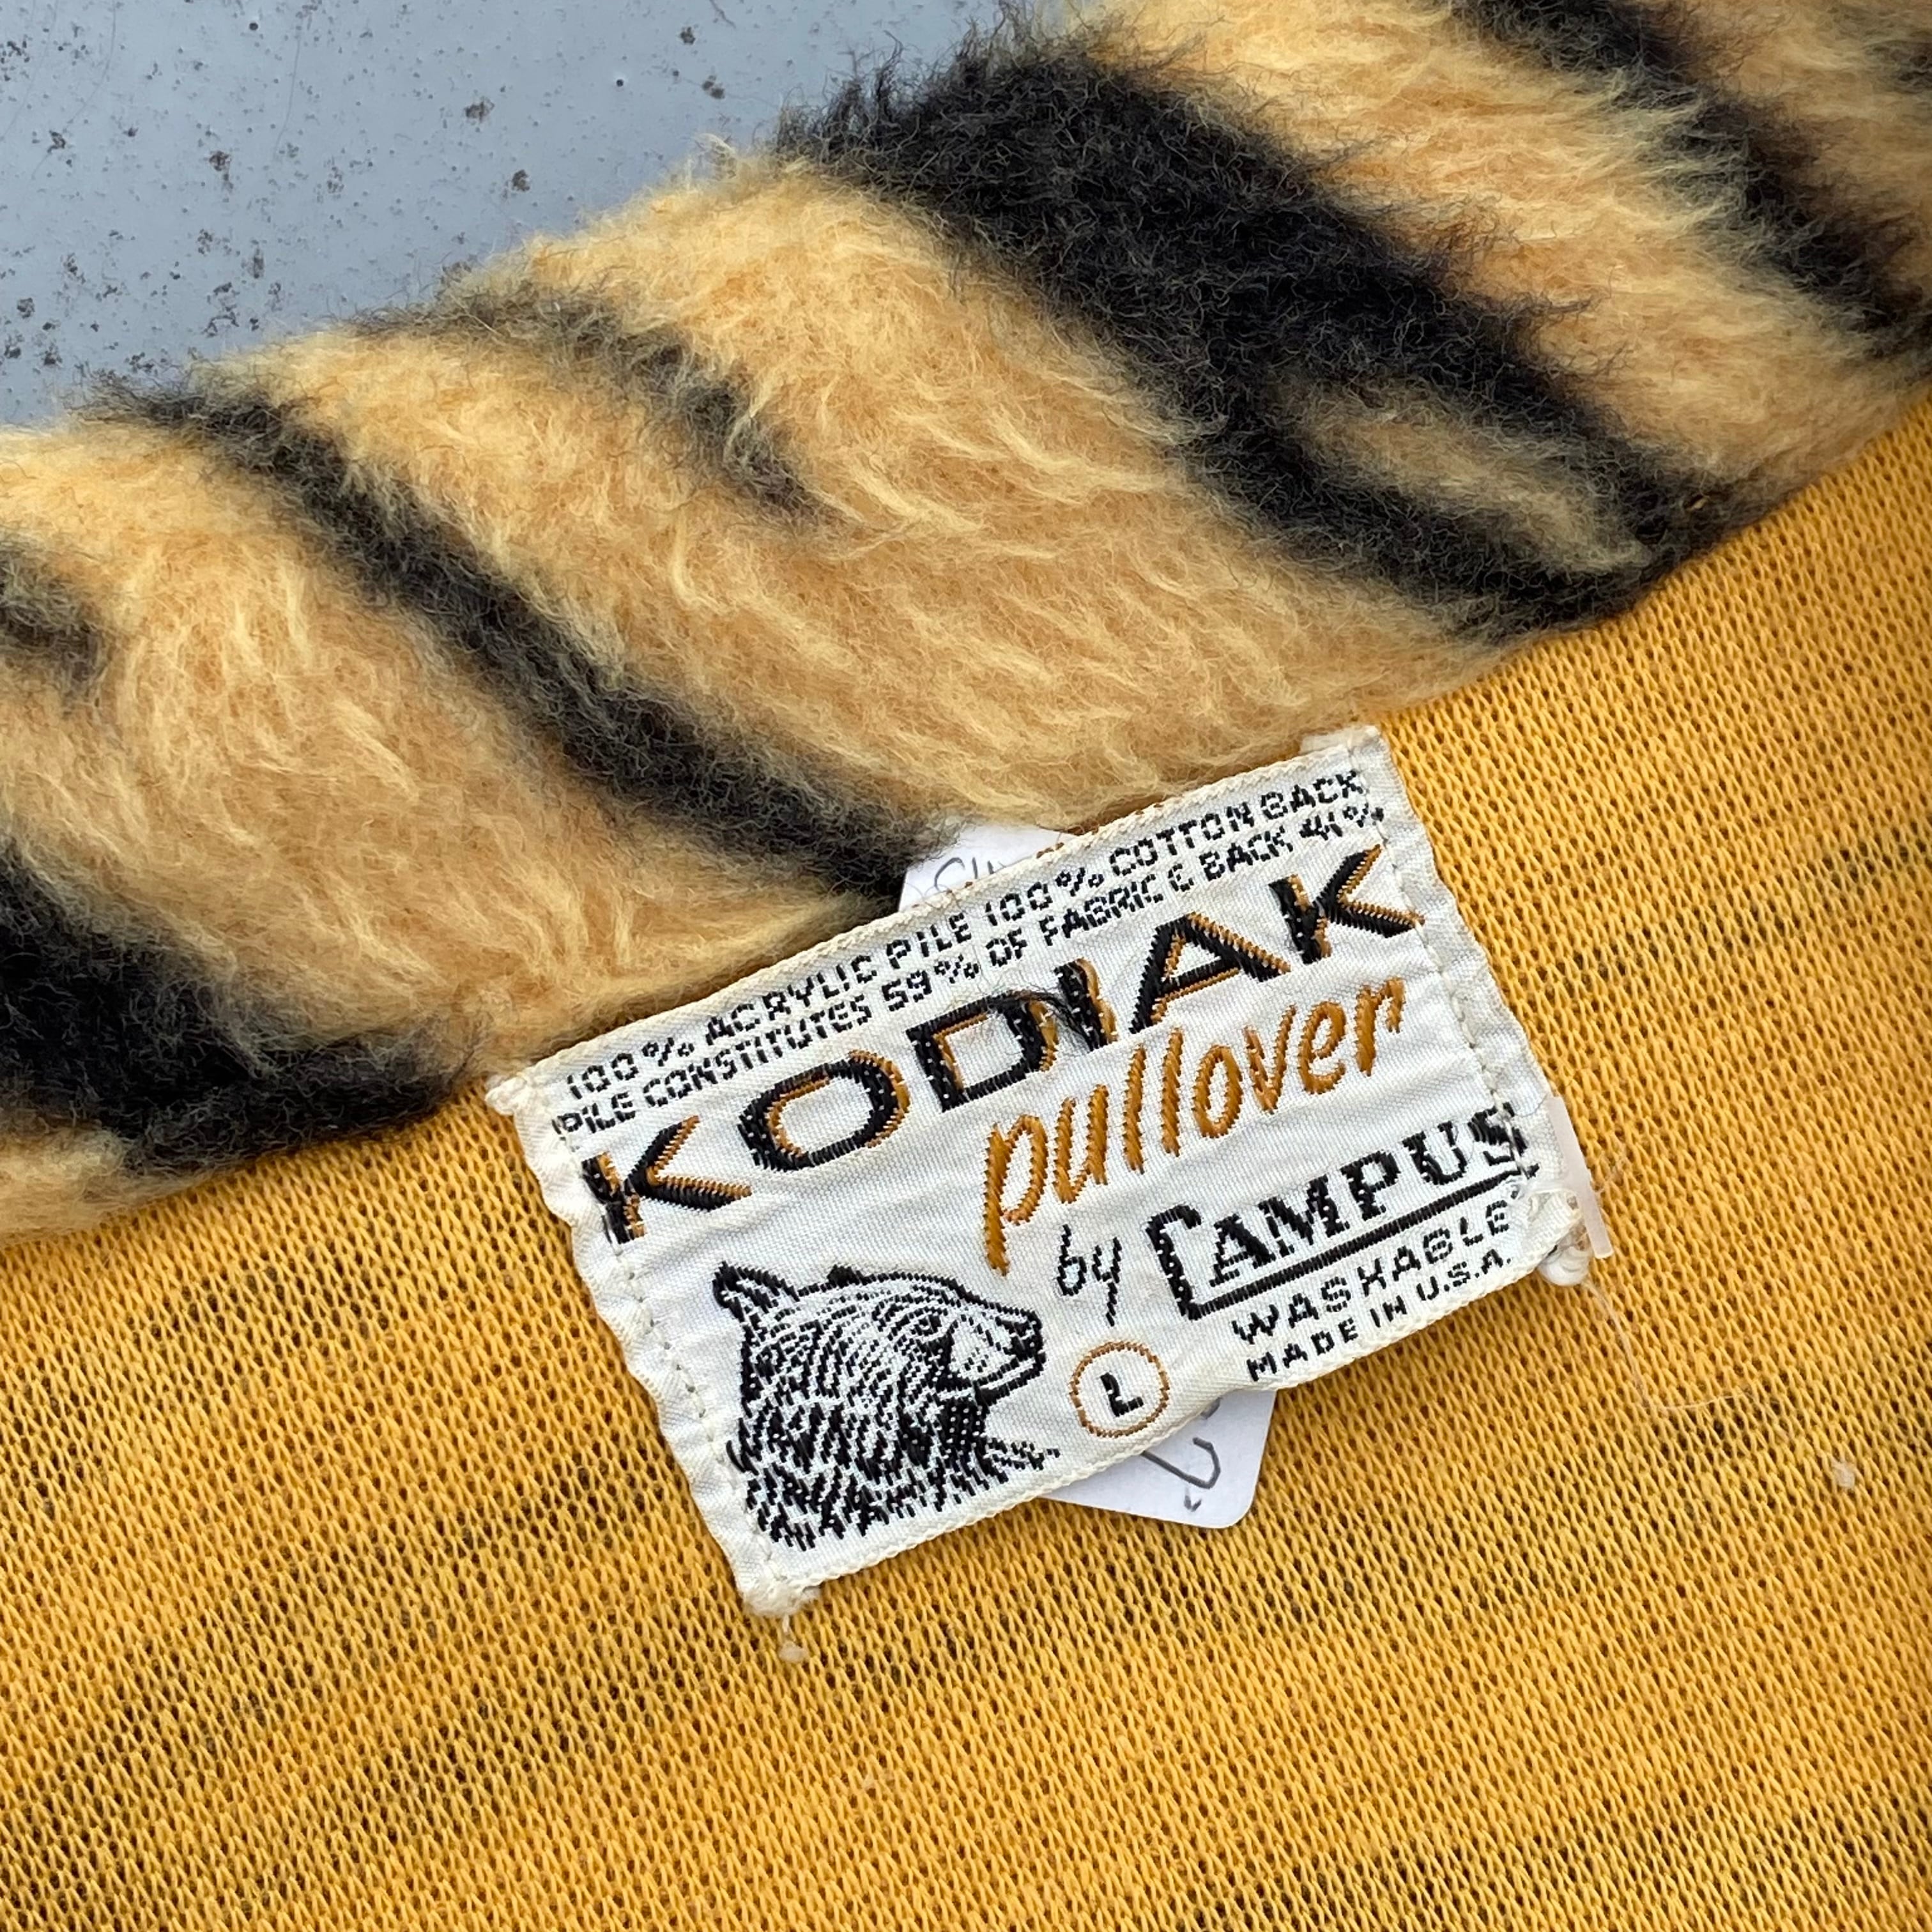 100% ACRYLIC PILE 100% COTTON BACK
PILE CONSTITUTES 59% OF FABRIC & BACK 41%
KODIAK
pullover
by CAMPUS
WASHABLE
MADE IN U.S.A.
L